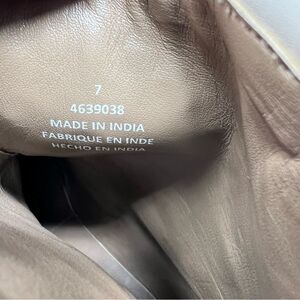 7
4639038
MADE IN INDIA
FABRIQUE EN INDE
HECHO EN INDIA